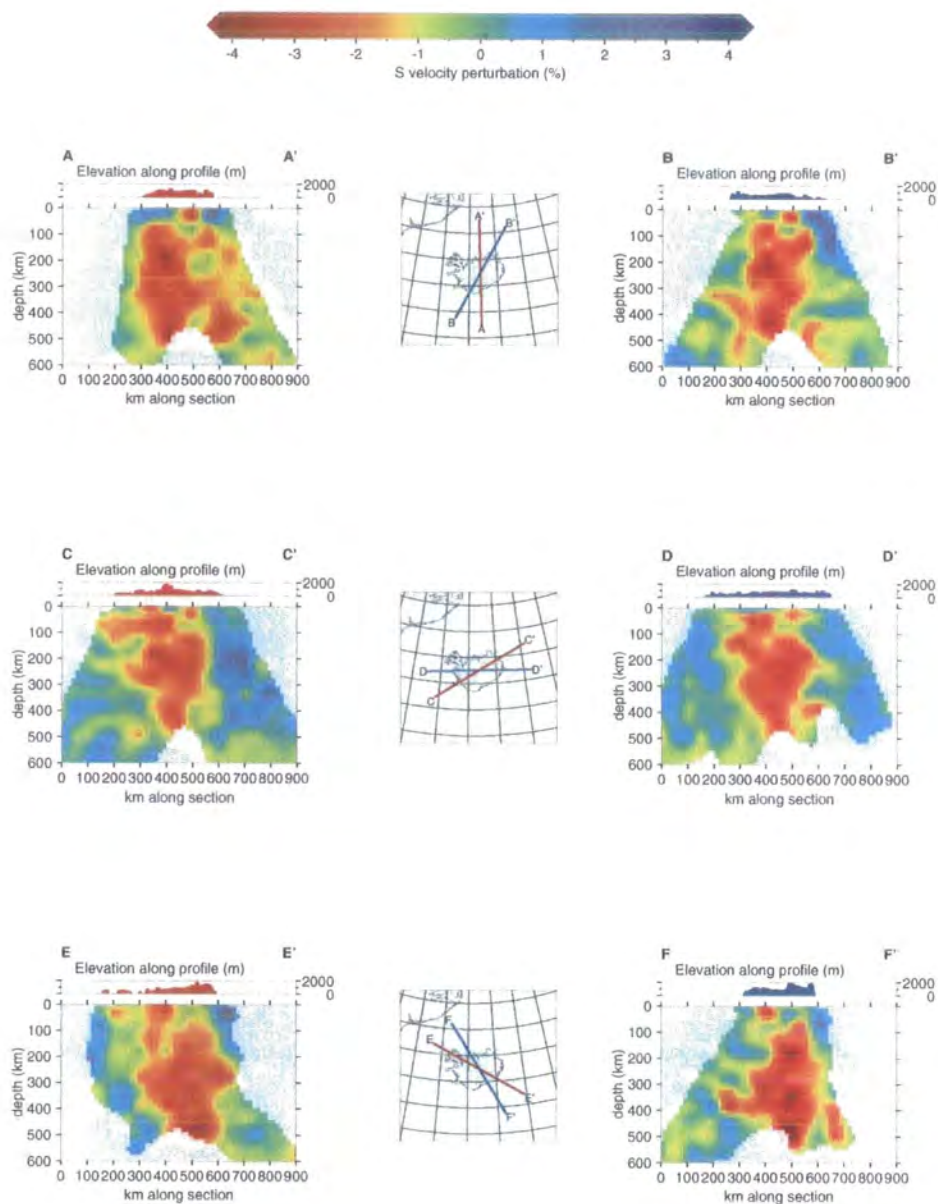 -4 -3 -2 -1 0 1 2 3 4
S velocity perturbation (%)
A A'
Elevation along profile (m)
2000
0
0
100
200
300
400
500
600
depth (km)
0 100 200 300 400 500 600 700 800 900
km along section
A'
B'
B
A
B B'
Elevation along profile (m)
2000
0
0
100
200
300
400
500
600
depth (km)
0 100 200 300 400 500 600 700 800 900
km along section
C C'
Elevation along profile (m)
2000
0
0
100
200
300
400
500
600
depth (km)
0 100 200 300 400 500 600 700 800 900
km along section
C'
D D'
C
D D'
Elevation along profile (m)
2000
0
0
100
200
300
400
500
600
depth (km)
0 100 200 300 400 500 600 700 800 900
km along section
E E'
Elevation along profile (m)
2000
0
0
100
200
300
400
500
600
depth (km)
0 100 200 300 400 500 600 700 800 900
km along section
F
E
E'
F'
F F'
Elevation along profile (m)
2000
0
0
100
200
300
400
500
600
depth (km)
0 100 200 300 400 500 600 700 800 900
km along section